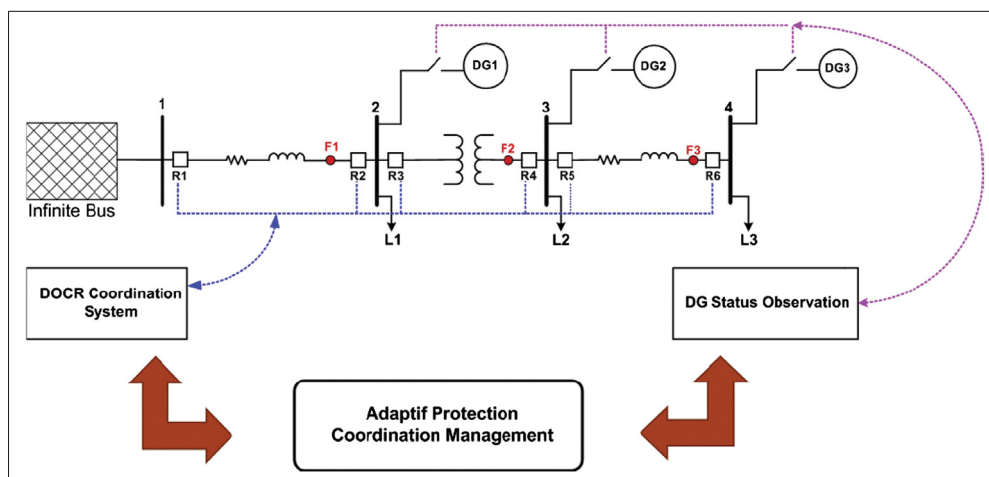 DG1
DG2
DG3
1
2
3
4
F1
F2
F3
R1
R2
R3
R4
R5
R6
Infinite Bus
L1
L2
L3
DOCR Coordination
System
DG Status Observation
Adaptif Protection
Coordination Management